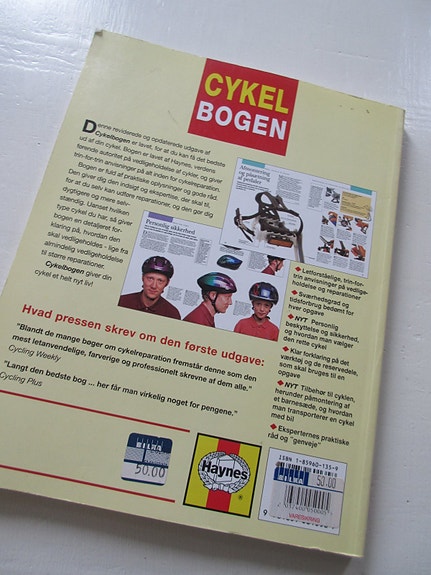 CYKEL
BOGEN
Denne reviderede og opdaterede udgave af
Cykelbogen er lavet, for at du kan få det bedste
ud af din cykel. Bogen er lavet af Haynes, verdens
førende autoritet på vedligeholdelse af cykler, og giver
trin-for-trin anvisninger på alt inden for cykelreparation.
Bogen er fuld af praktiske oplysninger og gode råd.
Den giver dig den indsigt og ekspertise, der skal til,
for at du selv kan udføre reparationer, og den gør dig
dygtigere og mere selv-
stændig. Uanset hvilken
type cykel du har, så giver
bogen en detaljeret for-
klaring på, hvordan den
skal vedligeholdes - lige fra
almindelig vedligeholdelse
til større reparationer.
Cykelbogen giver din
cykel et helt nyt liv!
Afmontering
og pisatning
af pedaler
Personlig sikkerhed
Letforståelige, trin-for-
trin anvisninger på vedlige-
holdelse og reparationer
Sværhedsgrad og
tidsforbrug bedømt for
hver opgave
NYT Personlig
beskyttelse og sikkerhed,
og hvordan man vælger
den rette cykel
Klar forklaring på det
værktøj og de reservedele,
som skal bruges til en
opgave
NYT Tilbehør til cyklen,
herunder påmontering af
et barnesæde, og hvordan
man transporterer en cykel
med bil
Eksperternes praktiske
råd og "genveje"
Hvad pressen skrev om den første udgave:
"Blandt de mange bøger om cykelreparation fremstår denne som den
mest letanvendelige, farverige og professionelt skrevne af dem alle."
Cycling Weekly
"Langt den bedste bog ... her får man virkelig noget for pengene."
Cycling Plus
BILKA
50.00
Haynes
ISBN 1-85960-135-9
BILKA
53.00
VARESIKRING
9